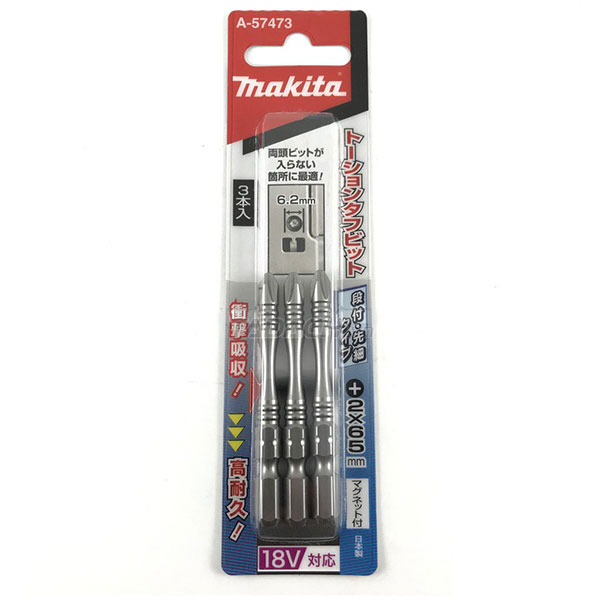 A-57473
makita
両頭ビットが
入らない
箇所に最適!
6.2mm
3本入
トーションタフビット
段付・先細
タイプ
+2×65mm
マグネット付
日本製
衝撃吸収!
高耐久!
18V対応